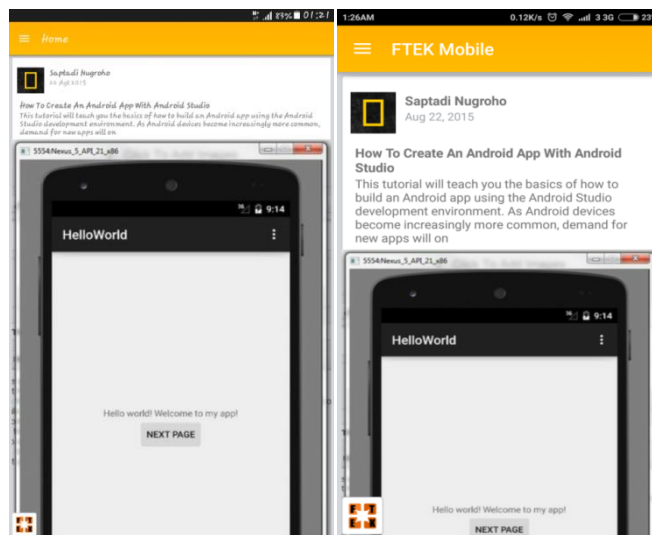 83% 01:21
Home
Saptadi Nugroho
How To Create An Android App With Android Studio
This tutorial will teach you the basics of how to build an Android app using the Android
Studio development environment. As Android devices become increasingly more common,
demand for new apps will on
5554:Nexus_5_API_21_x86
9:14
HelloWorld
Hello world! Welcome to my app!
NEXT PAGE
1:26AM 0.12K/s 3 3G 23
FTEK Mobile
Saptadi Nugroho
Aug 22, 2015
How To Create An Android App With Android
Studio
This tutorial will teach you the basics of how to
build an Android app using the Android Studio
development environment. As Android devices
become increasingly more common, demand for
new apps will on
5554:Nexus_5_API_21_x86
9:14
HelloWorld
Hello world! Welcome to my app!
NEXT PAGE
F T
E K